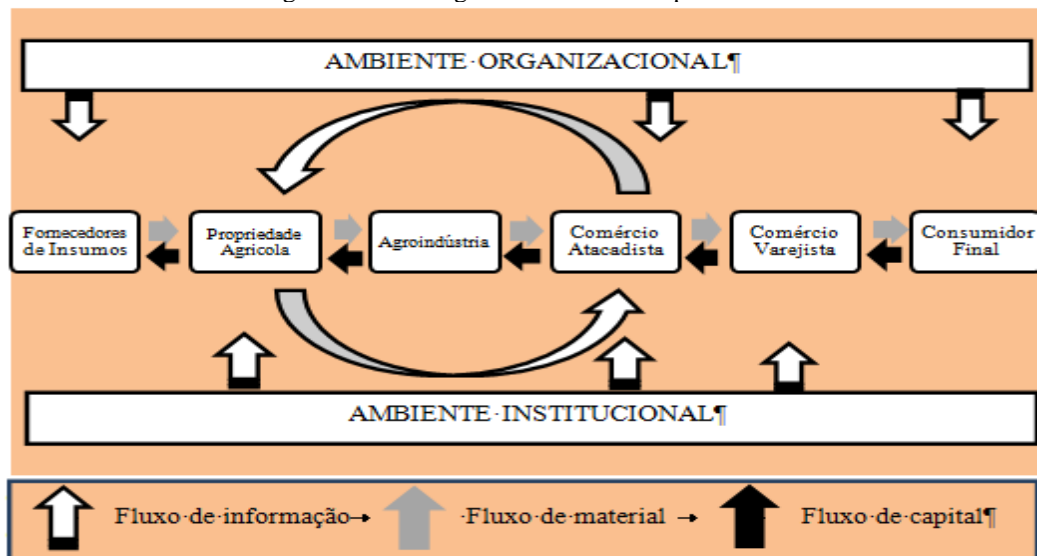 AMBIENTE·ORGANIZACIONAL¶
Fornecedores
de Insumos
Propriedade
Agrícola
Agroindústria
Comércio
Atacadista
Comércio
Varejista
Consumidor
Final
AMBIENTE·INSTITUCIONAL¶
Fluxo·de·informação→ ·Fluxo·de·material → Fluxo·de·capital¶